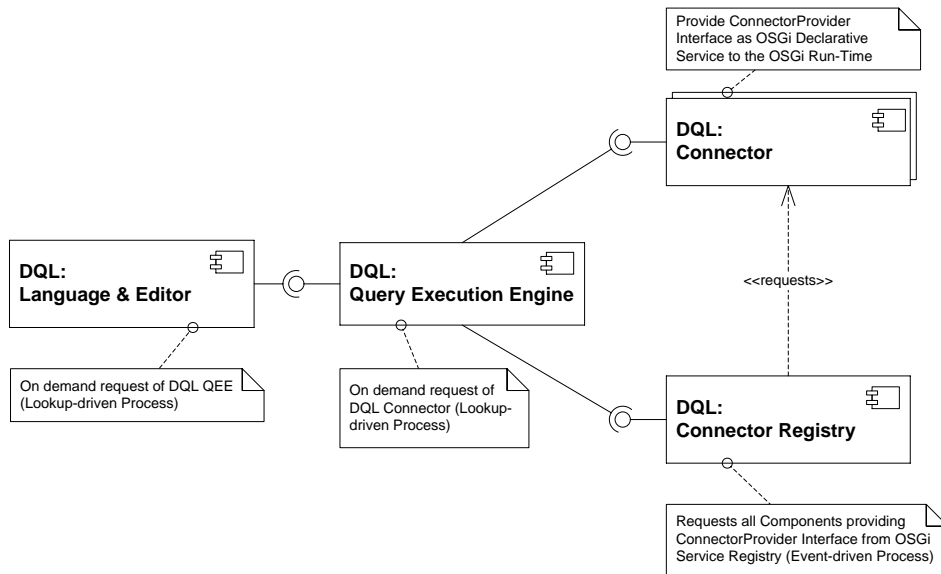 Provide ConnectorProvider
Interface as OSGi Declarative
Service to the OSGi Run-Time
DQL:
Connector
DQL:
Language & Editor
DQL:
Query Execution Engine
<<requests>>
On demand request of DQL QEE
(Lookup-driven Process)
On demand request of
DQL Connector (Lookup-
driven Process)
DQL:
Connector Registry
Requests all Components providing
ConnectorProvider Interface from OSGi
Service Registry (Event-driven Process)